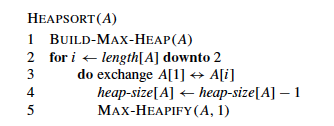 HEAPSORT(A)
1 BUILD-MAX-HEAP(A)
2 for i ← length[A] downto 2
3 do exchange A[1] ↔ A[i]
4 heap-size[A] ← heap-size[A] − 1
5 MAX-HEAPIFY(A, 1)